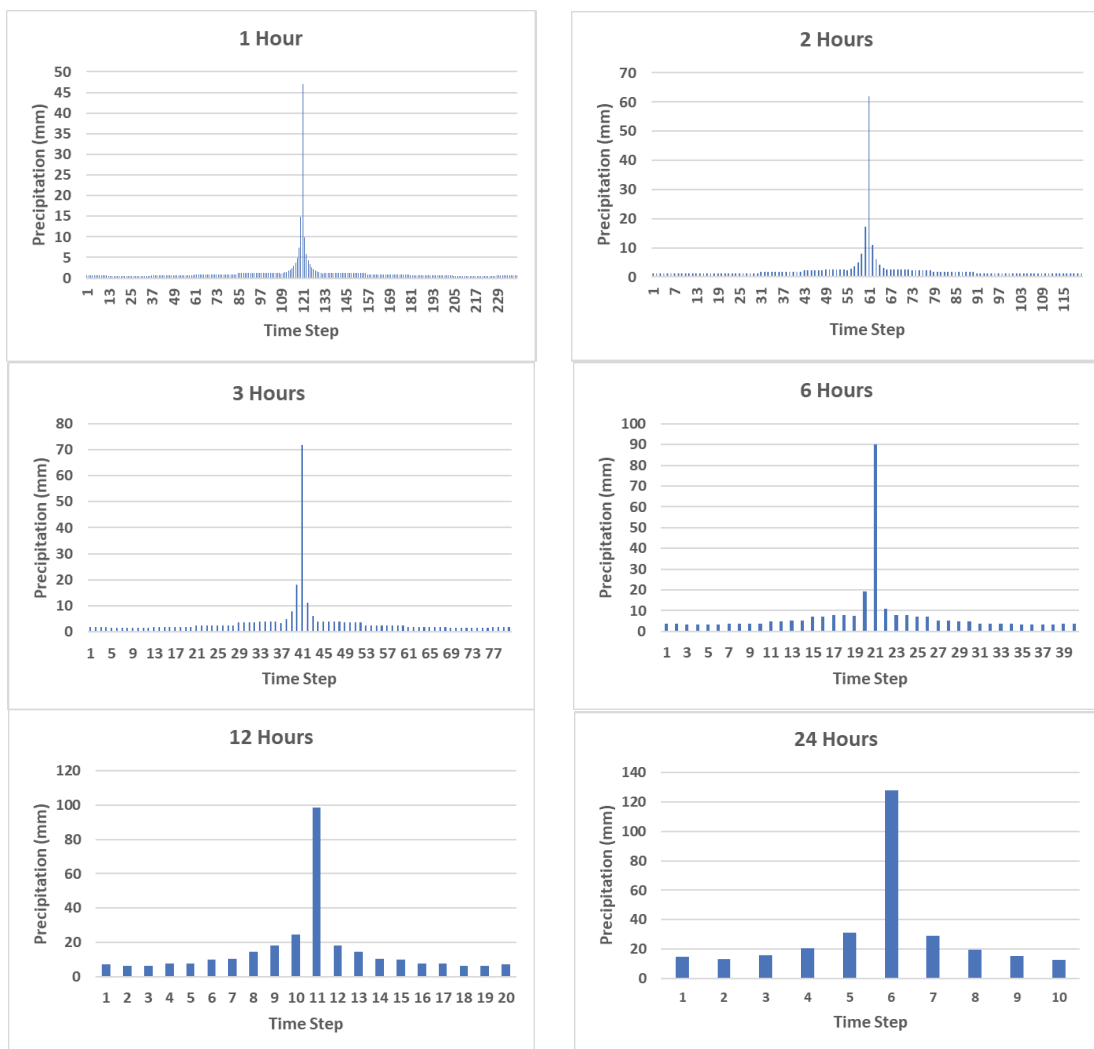 1 Hour
Precipitation (mm)
50
45
40
35
30
25
20
15
10
5
0
1 13 25 37 49 61 73 85 97 109 121 133 145 157 169 181 193 205 217 229
Time Step
2 Hours
Precipitation (mm)
70
60
50
40
30
20
10
0
1 7 13 19 25 31 37 43 49 55 61 67 73 79 85 91 97 103 109 115
Time Step
3 Hours
Precipitation (mm)
80
70
60
50
40
30
20
10
0
1 5 9 13 17 21 25 29 33 37 41 45 49 53 57 61 65 69 73 77
Time Step
6 Hours
Precipitation (mm)
100
90
80
70
60
50
40
30
20
10
0
1 3 5 7 9 11 13 15 17 19 21 23 25 27 29 31 33 35 37 39
Time Step
12 Hours
Precipitation (mm)
120
100
80
60
40
20
0
1 2 3 4 5 6 7 8 9 10 11 12 13 14 15 16 17 18 19 20
Time Step
24 Hours
Precipitation (mm)
140
120
100
80
60
40
20
0
1 2 3 4 5 6 7 8 9 10
Time Step